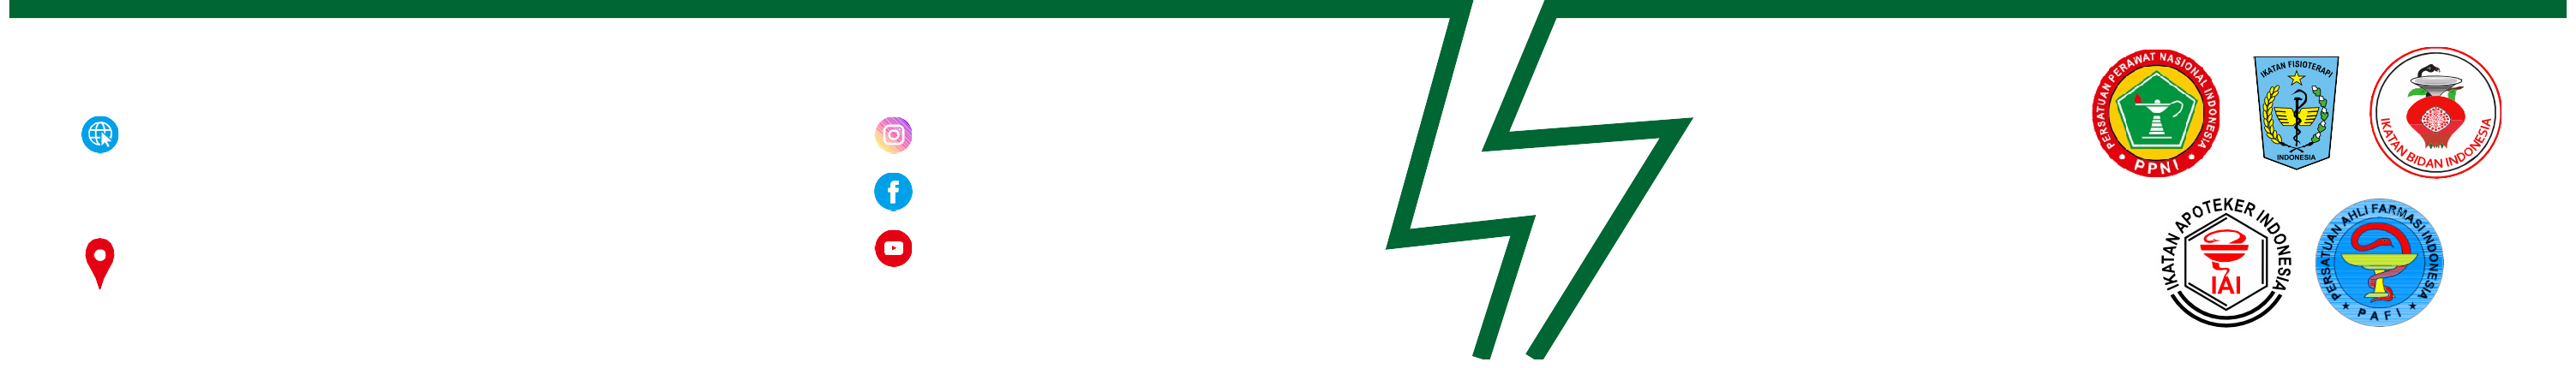 PERSATUAN PERAWAT NASIONAL INDONESIA
PPNI
IKATAN FISIOTERAPI
INDONESIA
IKATAN BIDAN INDONESIA
IKATAN APOTEKER INDONESIA
IAI
PERSATUAN AHLI FARMASI INDONESIA
PAFI